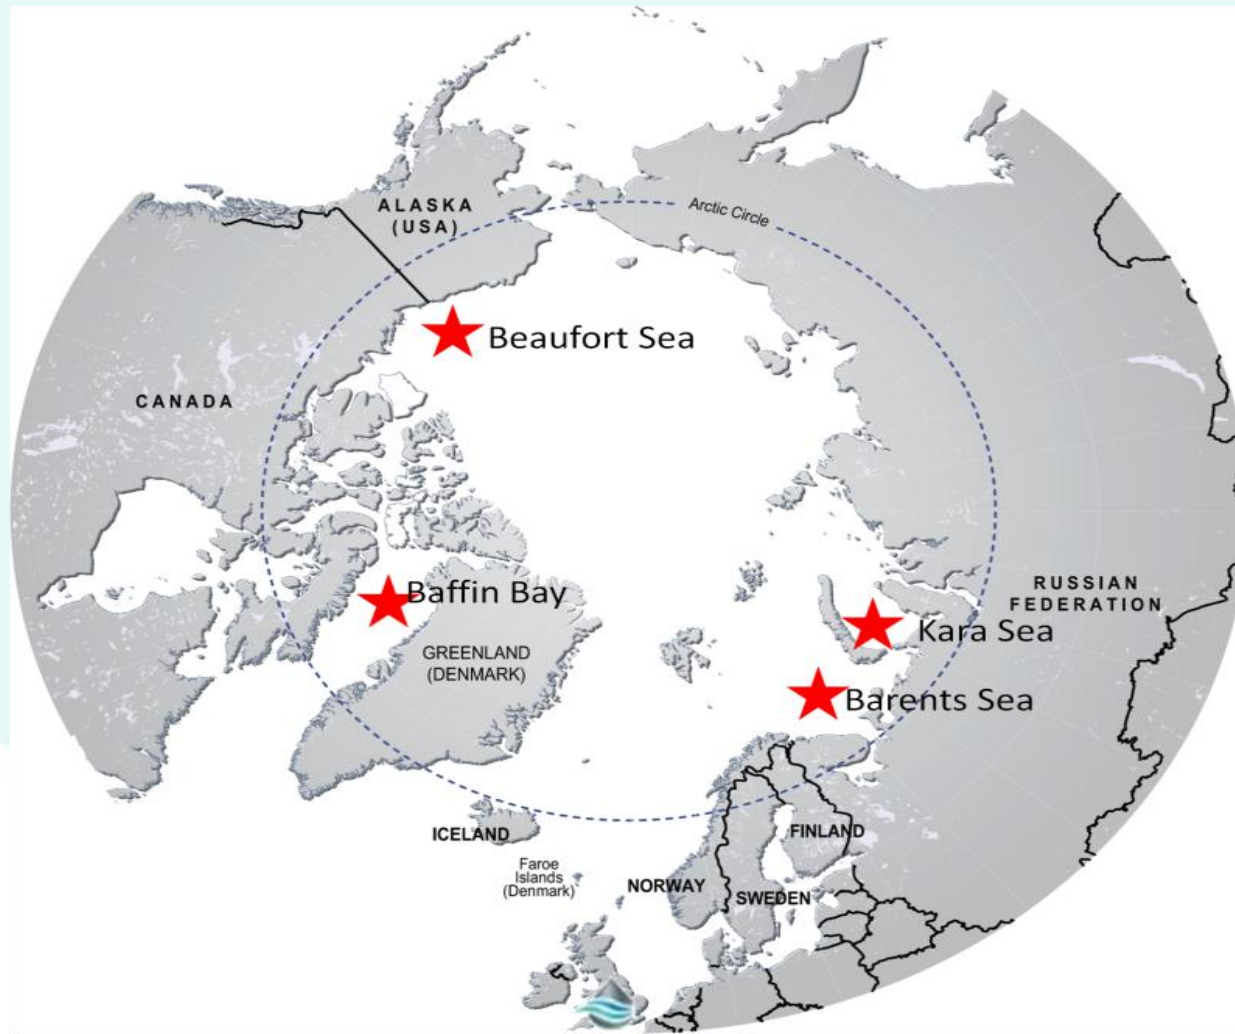 ALASKA
(USA)
Arctic Circle
Beaufort Sea
CANADA
Baffin Bay
RUSSIAN
FEDERATION
Kara Sea
GREENLAND
(DENMARK)
Barents Sea
ICELAND
FINLAND
Faroe
Islands
(Denmark)
NORWAY
SWEDEN